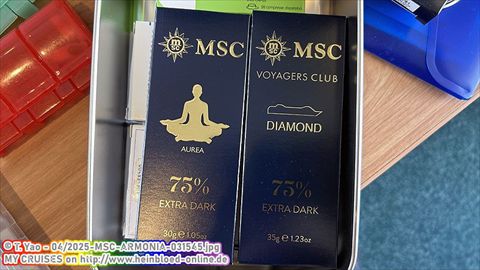 MSC
AUREA
75%
EXTRA DARK
30g ℮ 1.05oz
MSC
VOYAGERS CLUB
DIAMOND
75%
EXTRA DARK
35g ℮ 1.23oz
© T. Yao - 04/2025-MSC-ARMONIA-031545.jpg
MY CRUISES on http://www.heinbloed-online.de